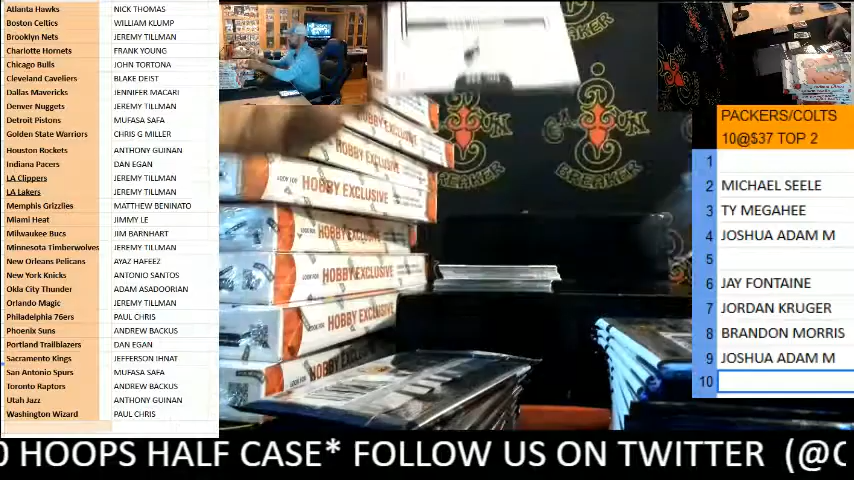 Atlanta Hawks NICK THOMAS
Boston Celtics WILLIAM KLUMP
Brooklyn Nets JEREMY TILLMAN
Charlotte Hornets FRANK YOUNG
Chicago Bulls JOHN TORTONA
Cleveland Cavaliers BLAKE DEIST
Dallas Mavericks JENNIFER MACARI
Denver Nuggets JEREMY TILLMAN
Detroit Pistons MUFASA SAFA
Golden State Warriors CHRIS G MILLER
Houston Rockets ANTHONY GUINAN
Indiana Pacers DAN EGAN
LA Clippers JEREMY TILLMAN
LA Lakers JEREMY TILLMAN
Memphis Grizzlies MATTHEW BENINATO
Miami Heat JIMMY LE
Milwaukee Bucs JIM BARNHART
Minnesota Timberwolves JEREMY TILLMAN
New Orleans Pelicans AYAZ HAFEEZ
New York Knicks ANTONIO SANTOS
Okla City Thunder ADAM ASADOORIAN
Orlando Magic JEREMY TILLMAN
Philadelphia 76ers PAUL CHRIS
Phoenix Suns ANDREW BACKUS
Portland Trailblazers DAN EGAN
Sacramento Kings JEFFERSON IHNAT
San Antonio Spurs MUFASA SAFA
Toronto Raptors ANDREW BACKUS
Utah Jazz ANTHONY GUINAN
Washington Wizard PAUL CHRIS
HOBBY EXCLUSIVE
HOBBY EXCLUSIVE
HOBBY EXCLUSIVE
HOBBY EXCLUSIVE
HOBBY EXCLUSIVE
HOBBY EXCLUSIVE
BREAKER
BREAKER
PACKERS/COLTS
10@$37 TOP 2
1
2 MICHAEL SEELE
3 TY MEGAHEE
4 JOSHUA ADAM M
5
6 JAY FONTAINE
7 JORDAN KRUGER
8 BRANDON MORRIS
9 JOSHUA ADAM M
10
0 HOOPS HALF CASE* FOLLOW US ON TWITTER (@C